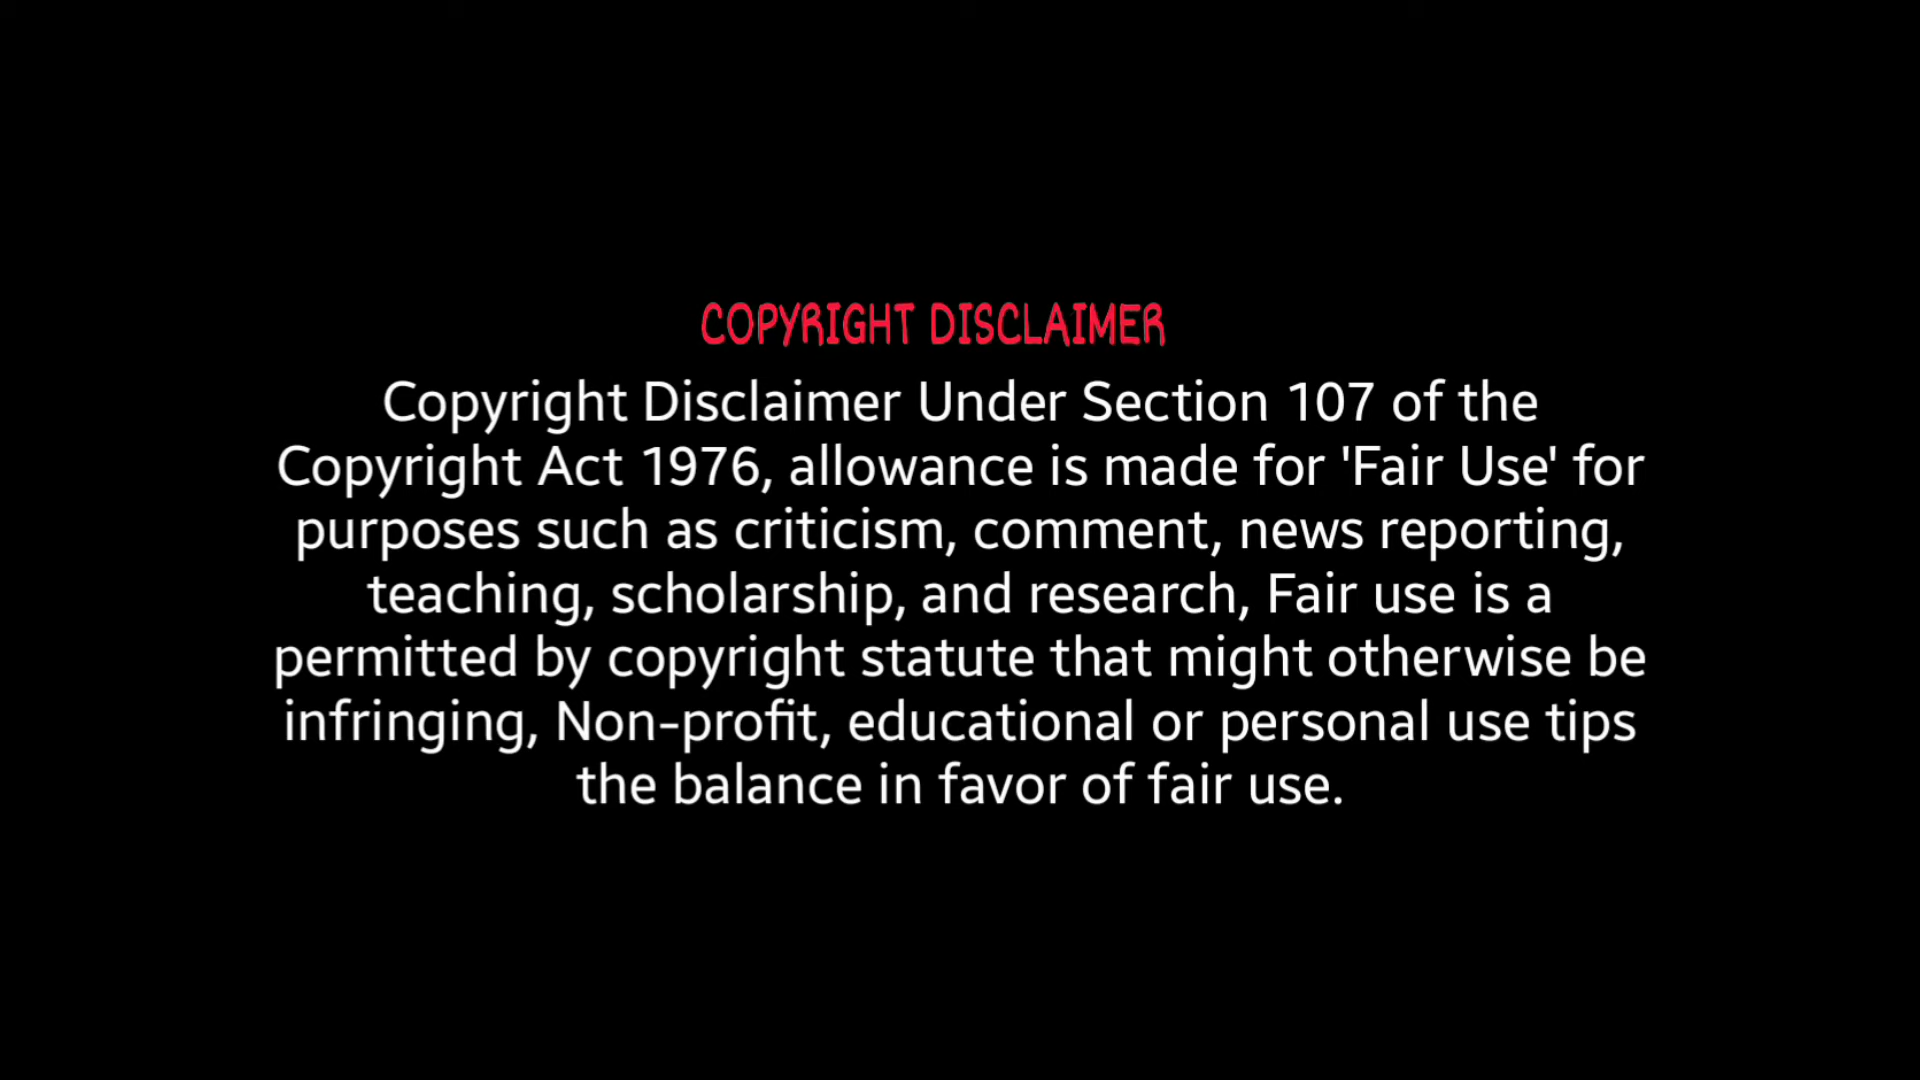 COPYRIGHT DISCLAIMER
Copyright Disclaimer Under Section 107 of the
Copyright Act 1976, allowance is made for 'Fair Use' for
purposes such as criticism, comment, news reporting,
teaching, scholarship, and research, Fair use is a
permitted by copyright statute that might otherwise be
infringing, Non-profit, educational or personal use tips
the balance in favor of fair use.